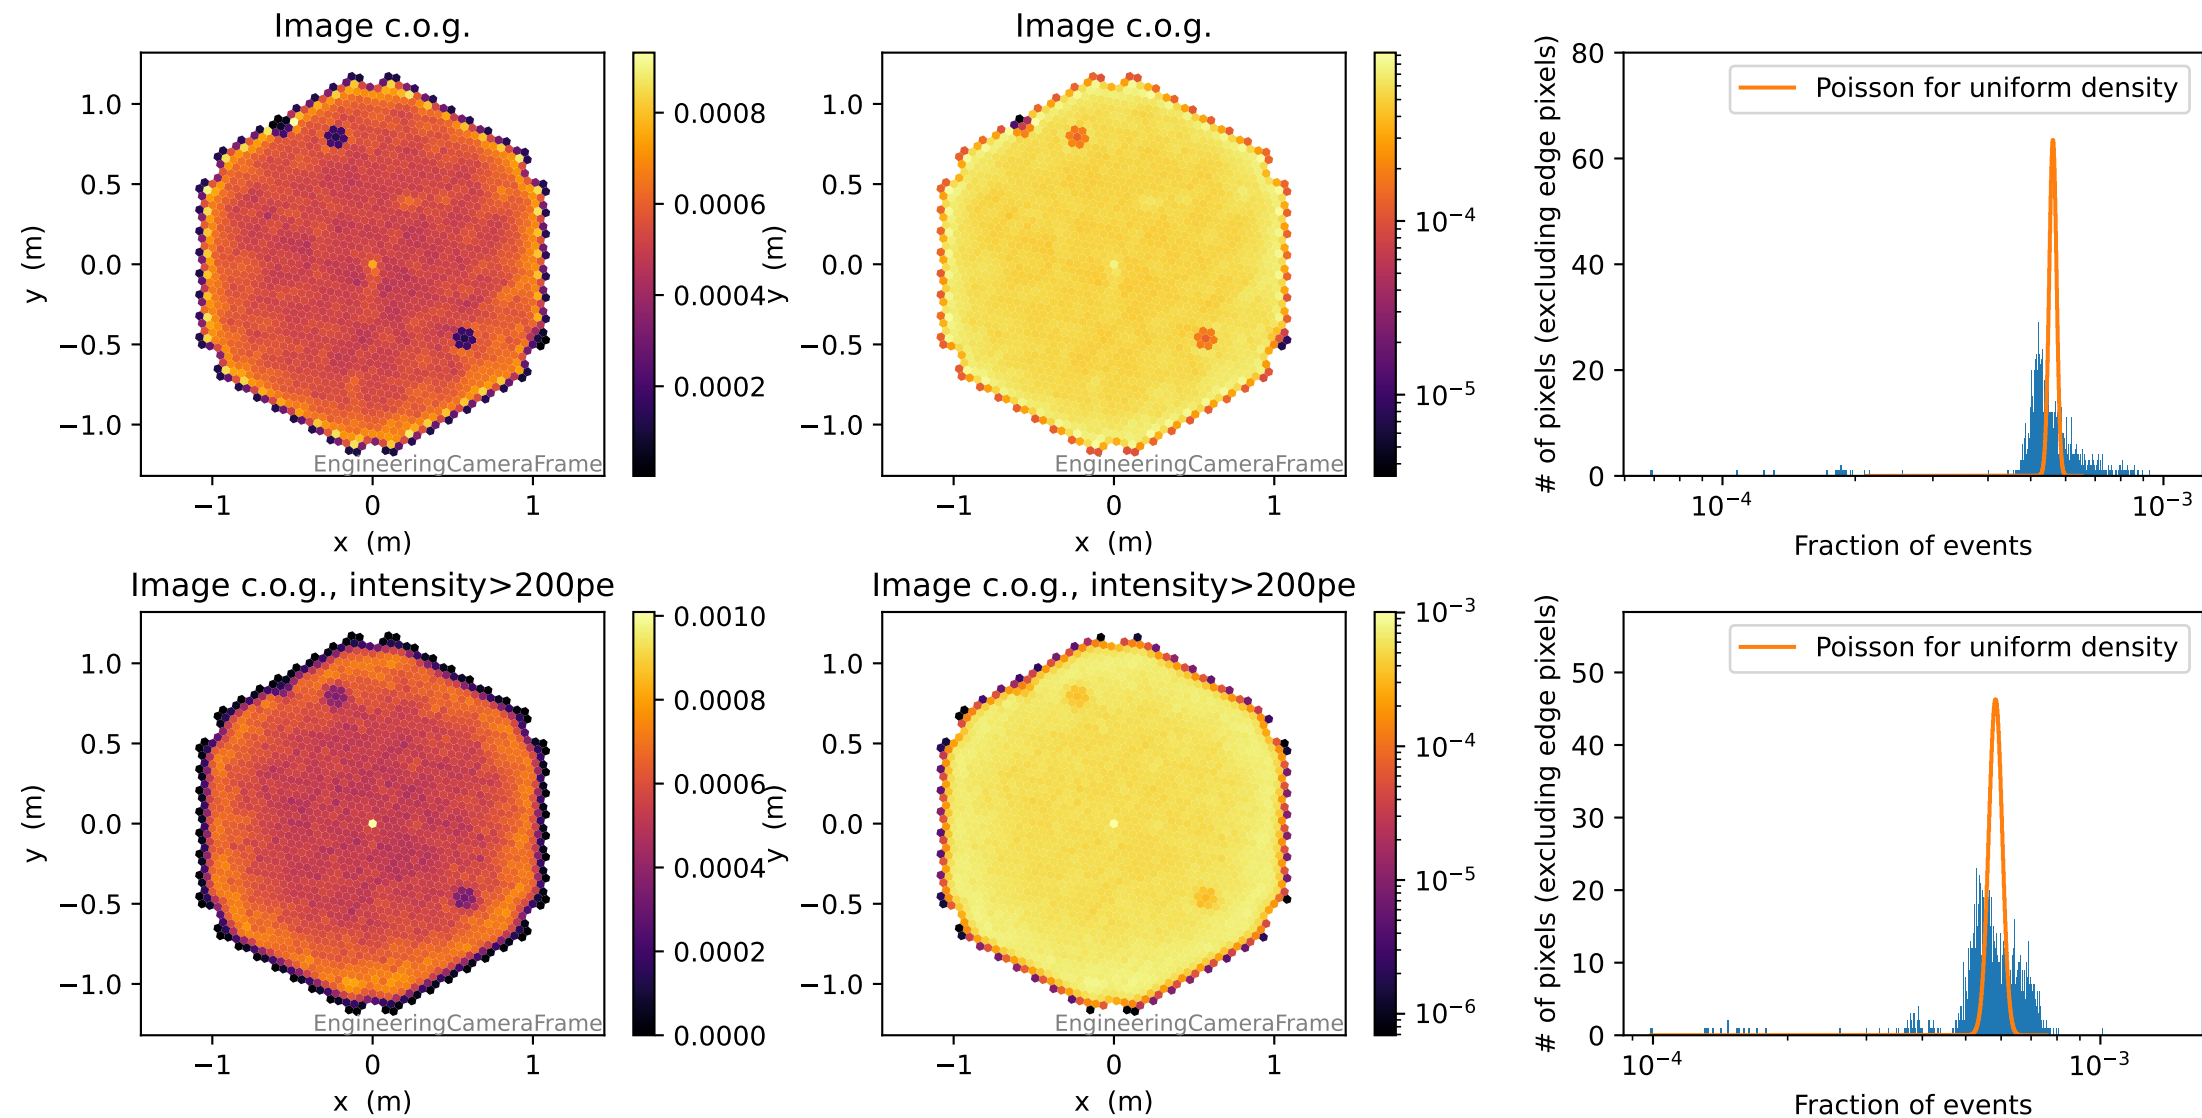 Image c.o.g.
1.0
0.5
0.0
−0.5
−1.0
y (m)
−1
0
1
x (m)
EngineeringCameraFrame
0.0008
0.0006
0.0004
0.0002
Image c.o.g.
1.0
0.5
0.0
−0.5
−1.0
y (m)
−1
0
1
x (m)
EngineeringCameraFrame
10⁻⁴
10⁻⁵
80
60
40
20
0
# of pixels (excluding edge pixels)
Poisson for uniform density
10⁻⁴
10⁻³
Fraction of events
Image c.o.g., intensity>200pe
1.0
0.5
0.0
−0.5
−1.0
y (m)
−1
0
1
x (m)
EngineeringCameraFrame
0.0010
0.0008
0.0006
0.0004
0.0002
0.0000
Image c.o.g., intensity>200pe
1.0
0.5
0.0
−0.5
−1.0
y (m)
−1
0
1
x (m)
EngineeringCameraFrame
10⁻³
10⁻⁴
10⁻⁵
10⁻⁶
50
40
30
20
10
0
# of pixels (excluding edge pixels)
Poisson for uniform density
10⁻⁴
10⁻³
Fraction of events